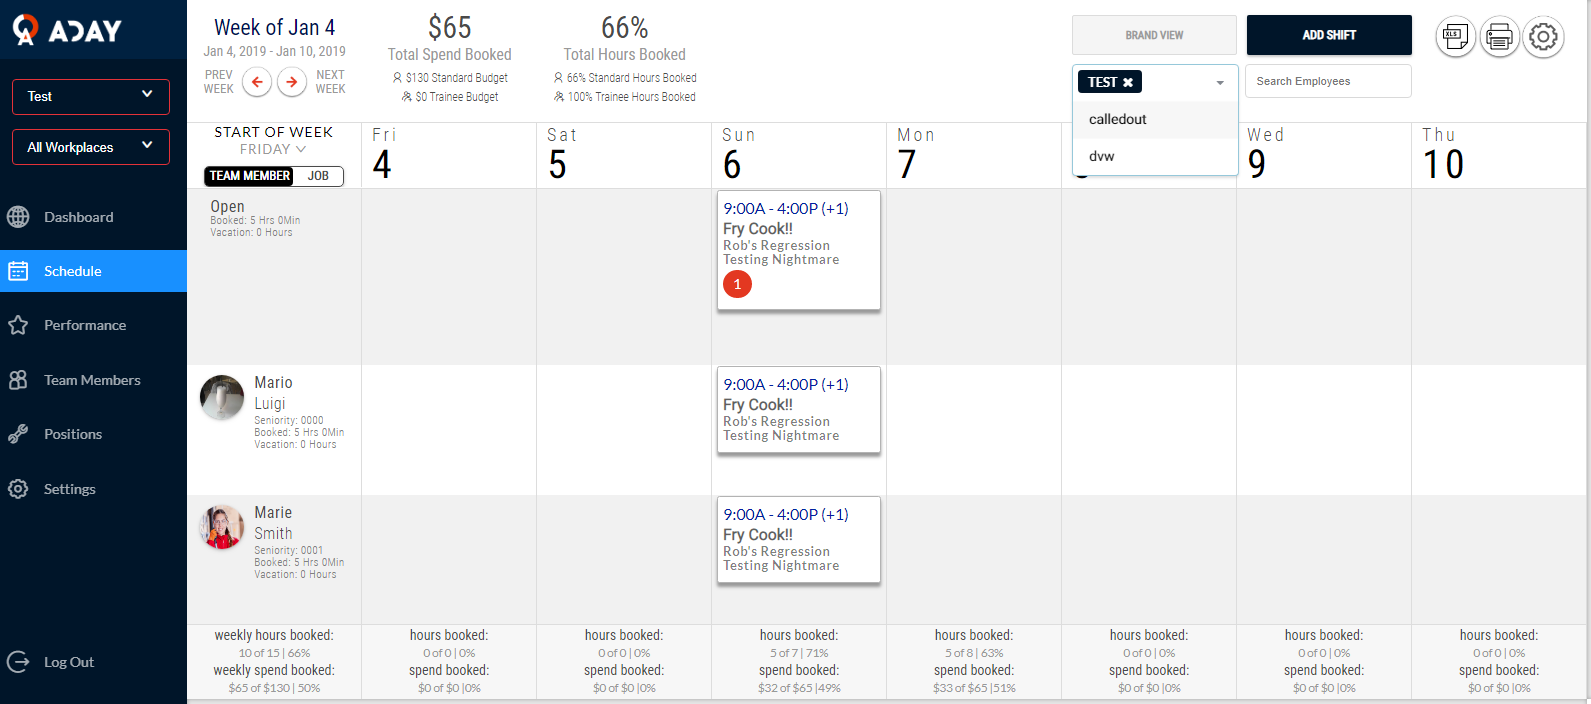 ADAY
Test
All Workplaces
Dashboard
Schedule
Performance
Team Members
Positions
Settings
Log Out
Week of Jan 4
Jan 4, 2019 - Jan 10, 2019
PREV WEEK
NEXT WEEK
$65
Total Spend Booked
$130 Standard Budget
$0 Trainee Budget
66%
Total Hours Booked
66% Standard Hours Booked
100% Trainee Hours Booked
BRAND VIEW
ADD SHIFT
XLS
TEST
calledout
dvw
Search Employees
START OF WEEK
FRIDAY
TEAM MEMBER JOB
Fri
4
Sat
5
Sun
6
Mon
7
Wed
9
Thu
10
Open
Booked: 5 Hrs 0Min
Vacation: 0 Hours
9:00A - 4:00P (+1)
Fry Cook!!
Rob's Regression
Testing Nightmare
1
Mario
Luigi
Seniority: 0000
Booked: 5 Hrs 0Min
Vacation: 0 Hours
9:00A - 4:00P (+1)
Fry Cook!!
Rob's Regression
Testing Nightmare
Marie
Smith
Seniority: 0001
Booked: 5 Hrs 0Min
Vacation: 0 Hours
9:00A - 4:00P (+1)
Fry Cook!!
Rob's Regression
Testing Nightmare
weekly hours booked:
10 of 15 | 66%
weekly spend booked:
$65 of $130 | 50%
hours booked:
0 of 0 | 0%
spend booked:
$0 of $0 |0%
hours booked:
0 of 0 | 0%
spend booked:
$0 of $0 |0%
hours booked:
5 of 7 | 71%
spend booked:
$32 of $65 |49%
hours booked:
5 of 8 | 63%
spend booked:
$33 of $65 |51%
hours booked:
0 of 0 | 0%
spend booked:
$0 of $0 |0%
hours booked:
0 of 0 | 0%
spend booked:
$0 of $0 |0%
hours booked:
0 of 0 | 0%
spend booked:
$0 of $0 |0%